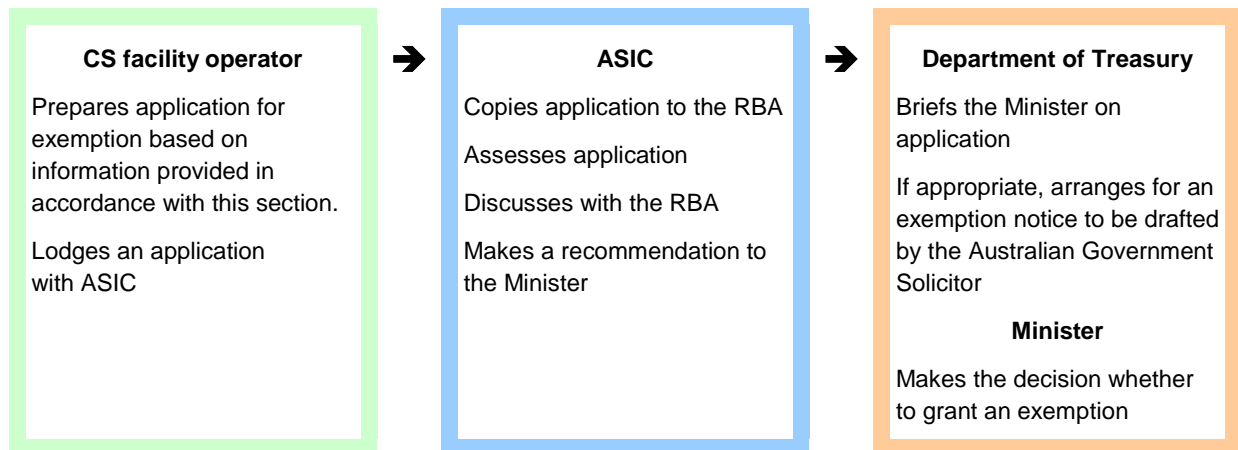 CS facility operator
Prepares application for
exemption based on
information provided in
accordance with this section.
Lodges an application
with ASIC
ASIC
Copies application to the RBA
Assesses application
Discusses with the RBA
Makes a recommendation to
the Minister
Department of Treasury
Briefs the Minister on
application
If appropriate, arranges for an
exemption notice to be drafted
by the Australian Government
Solicitor
Minister
Makes the decision whether
to grant an exemption